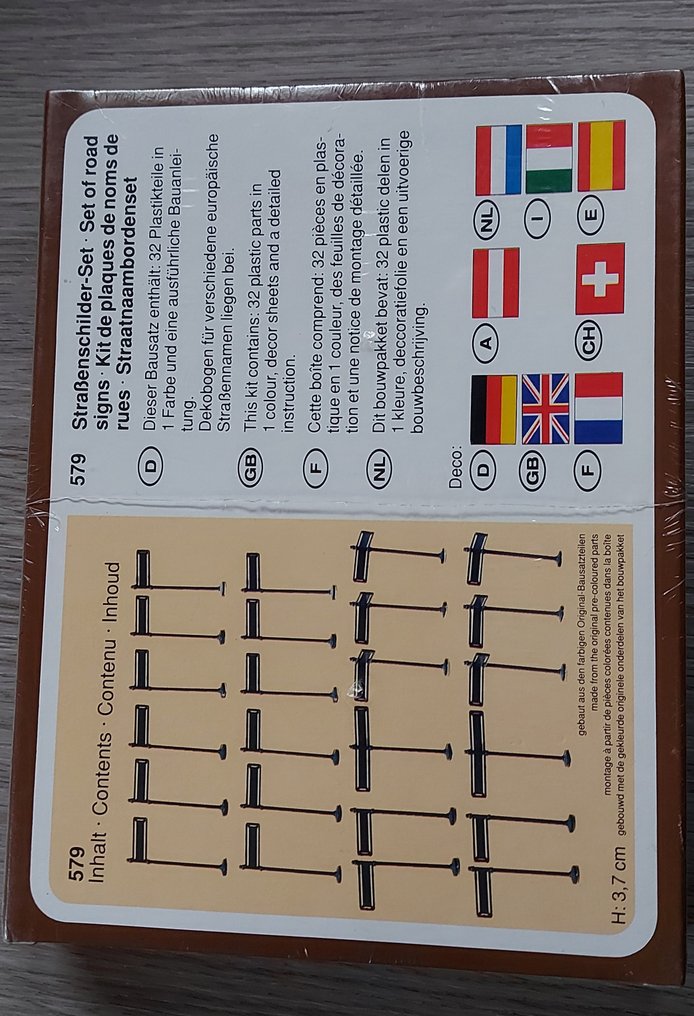 579
Inhalt · Contents · Contenu · Inhoud
H: 3,7 cm
gebaut aus den farbigen Original-Bausatzteilen
made from the original pre-coloured parts
montage à partir de pièces colorées contenues dans la boîte
gebouwd met de gekleurde originele onderdelen van het bouwpakket
579
Straßenschilder-Set · Set of road
signs · Kit de plaques de noms de
rues · Straatnaambordenset
D
Dieser Bausatz enthält: 32 Plastikteile in
1 Farbe und eine ausführliche Bauanlei-
tung.
Dekobogen für verschiedene europäische
Straßennamen liegen bei.
GB
This kit contains: 32 plastic parts in
1 colour, decor sheets and a detailed
instruction.
F
Cette boîte comprend: 32 pièces en plas-
tique en 1 couleur, des feuilles de décora-
tion et une notice de montage détaillée.
NL
Dit bouwpakket bevat: 32 plastic delen in
1 kleure, deccoratiefolie en een uitvoerige
bouwbeschrijving.
Deco:
D
A
NL
GB
I
F
CH
E